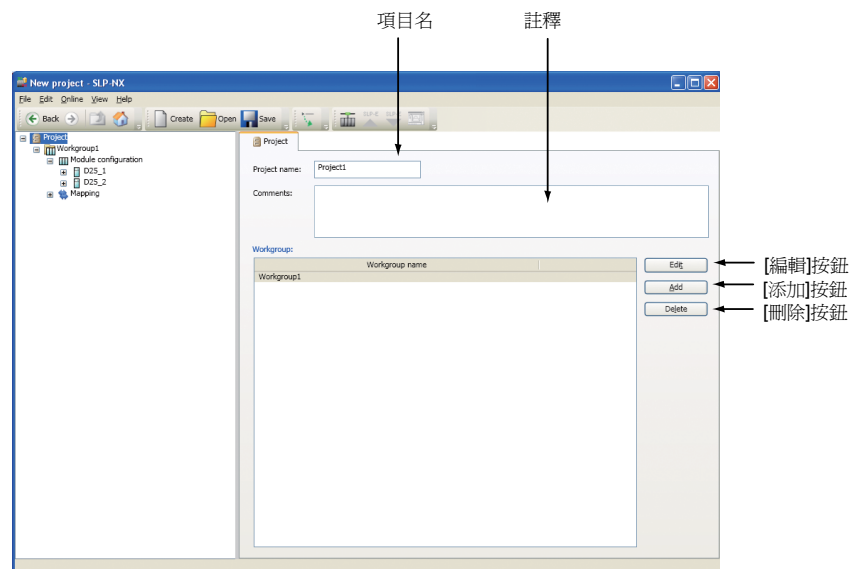 項目名 註釋
New project - SLP-NX
File Edit Online View Help
Back Create Open Save SLP-C
Project
Workgroup1
Module configuration
D25_1
D25_2
Mapping
Project
Project name: Project1
Comments:
Workgroup:
Workgroup name
Workgroup1
Edit
Add
Delete
[編輯]按鈕
[添加]按鈕
[刪除]按鈕